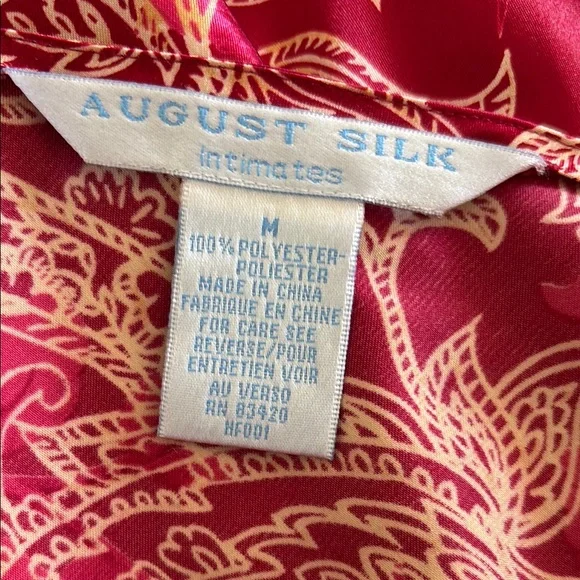 AUGUST SILK
intimates
M
100% POLYESTER-
POLIESTER
MADE IN CHINA
FABRIQUE EN CHINE
FOR CARE SEE
REVERSE/POUR
ENTRETIEN VOIR
AU VERSO
RN 83420
HF001